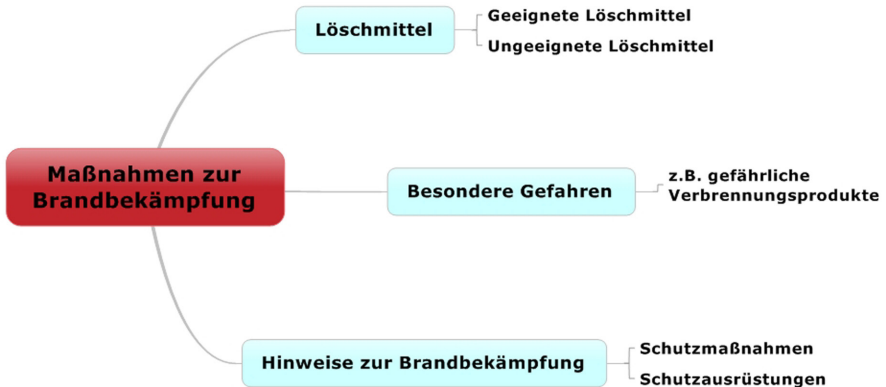 Löschmittel
Geeignete Löschmittel
Ungeeignete Löschmittel
Maßnahmen zur
Brandbekämpfung
Besondere Gefahren
z.B. gefährliche
Verbrennungsprodukte
Hinweise zur Brandbekämpfung
Schutzmaßnahmen
Schutzausrüstungen